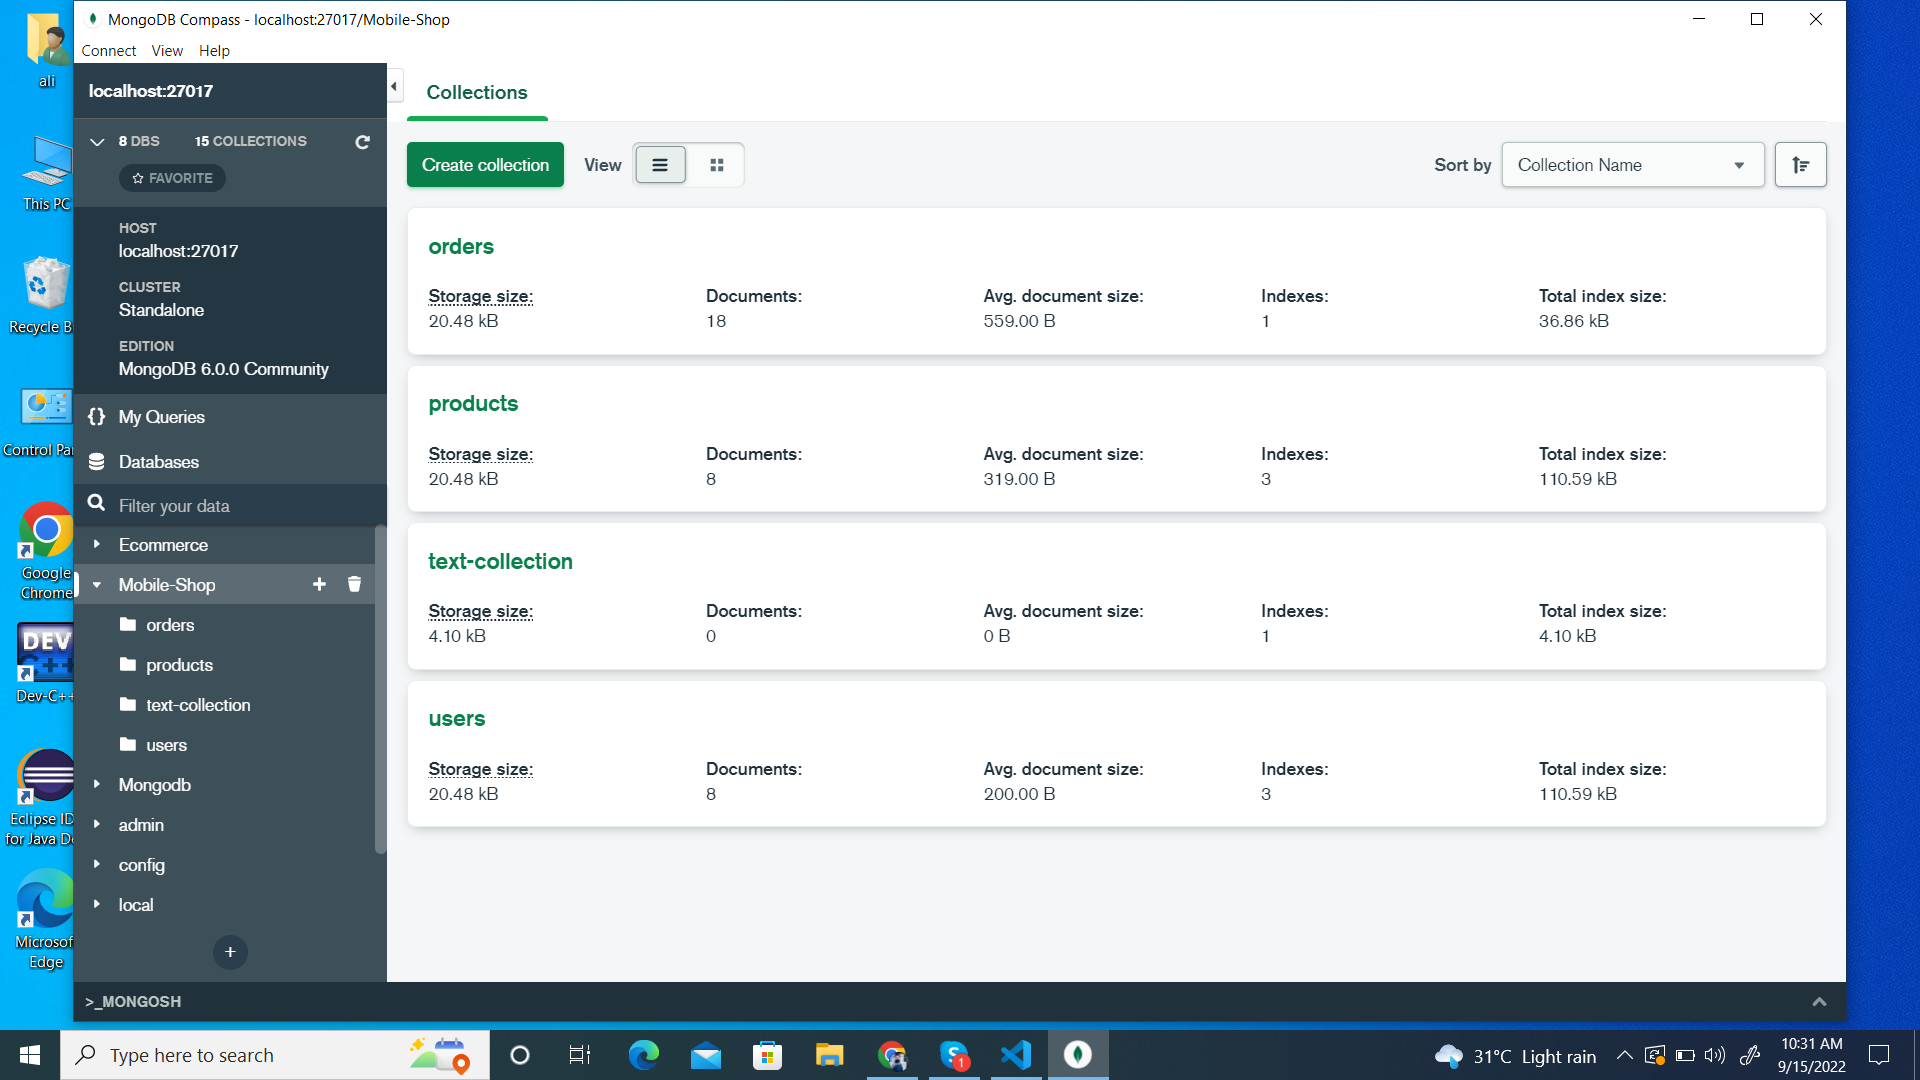 MongoDB Compass - localhost:27017/Mobile-Shop
Connect View Help
localhost:27017
8 DBS 15 COLLECTIONS
FAVORITE
HOST
localhost:27017
CLUSTER
Standalone
EDITION
MongoDB 6.0.0 Community
{} My Queries
Databases
Filter your data
Ecommerce
Mobile-Shop
orders
products
text-collection
users
Mongodb
admin
config
local
+
Collections
Create collection View Sort by Collection Name
orders
Storage size: Documents: Avg. document size: Indexes: Total index size:
20.48 kB 18 559.00 B 1 36.86 kB
products
Storage size: Documents: Avg. document size: Indexes: Total index size:
20.48 kB 8 319.00 B 3 110.59 kB
text-collection
Storage size: Documents: Avg. document size: Indexes: Total index size:
4.10 kB 0 0 B 1 4.10 kB
users
Storage size: Documents: Avg. document size: Indexes: Total index size:
20.48 kB 8 200.00 B 3 110.59 kB
>_MONGOSH
ali
This PC
Recycle B
Control Pa
Google
Chrome
DEV
C++
Dev-C++
Eclipse ID
for Java De
Microsof
Edge
Type here to search
S 1
31°C Light rain
10:31 AM
9/15/2022